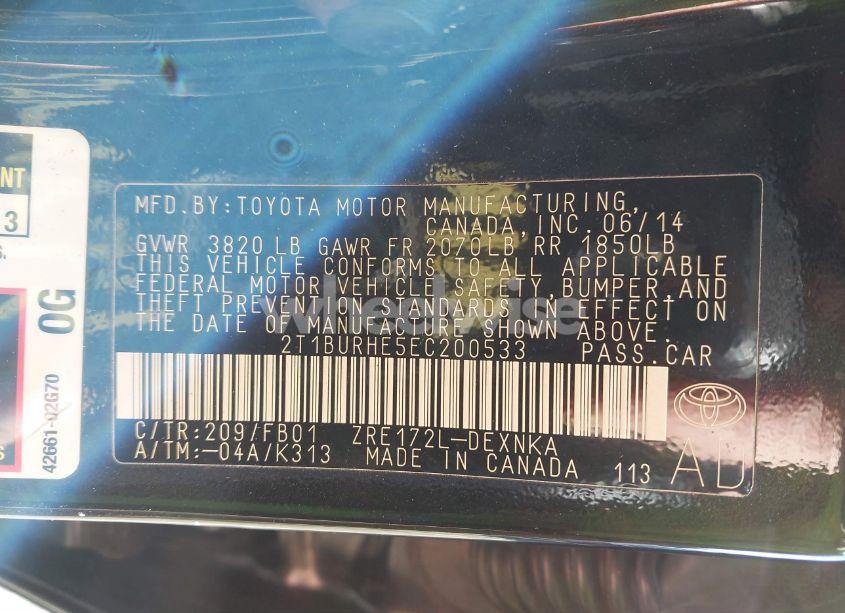 NT
3
S.
OG
42661-02G70
S
MFD.BY:TOYOTA MOTOR MANUFACTURING,
CANADA, INC. 06/14
GVWR 3820 LB GAWR FR 2070LB RR 1850LB
THIS VEHICLE CONFORMS TO ALL APPLICABLE
FEDERAL MOTOR VEHICLE SAFETY, BUMPER, AND
THEFT PREVENTION STANDARDS IN EFFECT ON
THE DATE OF MANUFACTURE SHOWN ABOVE.
2T1BURHE5EC200533 PASS.CAR
C/TR:209/FB01 ZRE172L-DEXNKA
A/TM:-04A/K313 MADE IN CANADA 113 AD